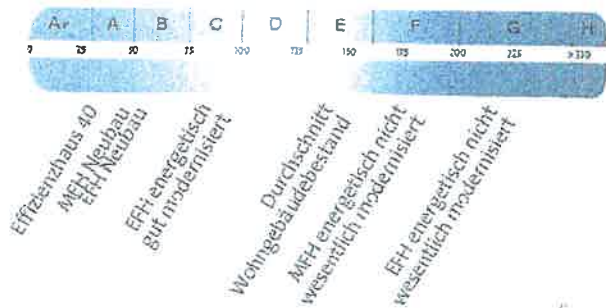 A+ A B C D E F G H
0 25 50 75 100 125 150 175 200 225 >250
Effizienzhaus 40
MFH Neubau
EFH Neubau
EFH energetisch
gut modernisiert
Durchschnitt
Wohngebäudebestand
MFH energetisch nicht
wesentlich modernisiert
EFH energetisch nicht
wesentlich modernisiert